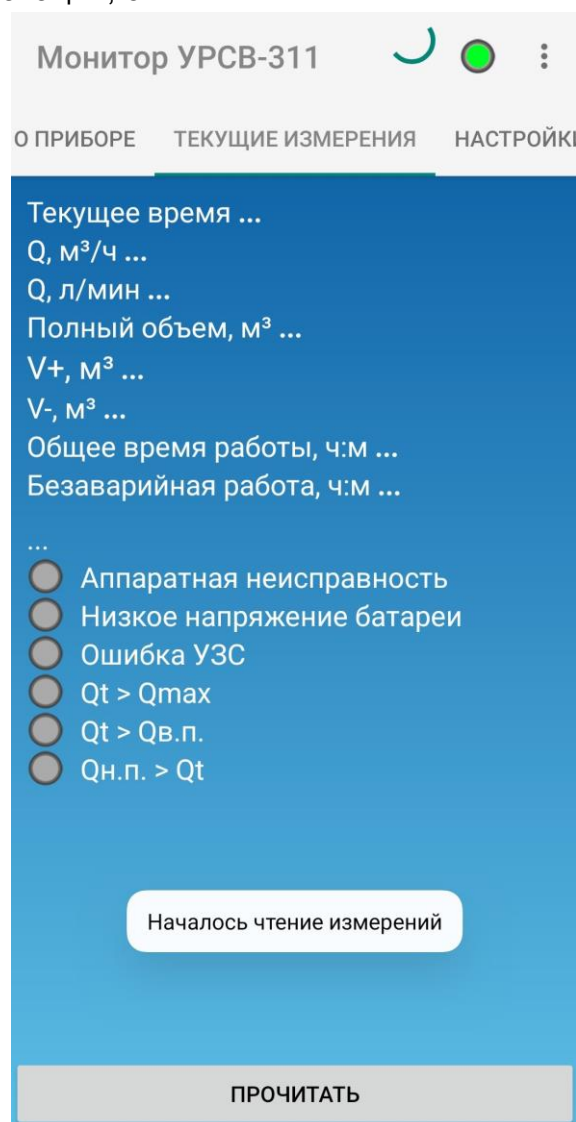 Монитор УРСВ-311
О ПРИБОРЕ ТЕКУЩИЕ ИЗМЕРЕНИЯ НАСТРОЙКИ
Текущее время ...
Q, м³/ч ...
Q, л/мин ...
Полный объем, м³ ...
V+, м³ ...
V-, м³ ...
Общее время работы, ч:м ...
Безаварийная работа, ч:м ...
...
Аппаратная неисправность
Низкое напряжение батареи
Ошибка УЗС
Qt > Qmax
Qt > Qв.п.
Qн.п. > Qt
Началось чтение измерений
ПРОЧИТАТЬ